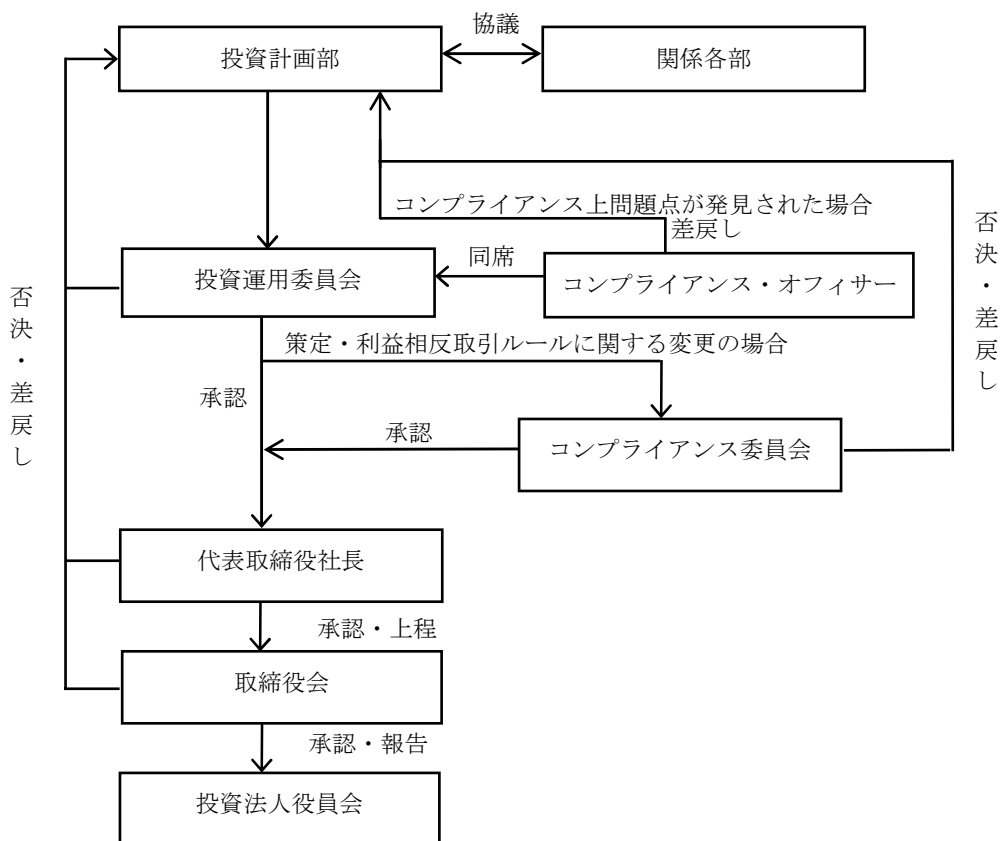 協議
投資計画部
関係各部
コンプライアンス上問題点が発見された場合
差戻し
同席
投資運用委員会
コンプライアンス・オフィサー
否決・差戻し
否決・差戻し
策定・利益相反取引ルールに関する変更の場合
承認
承認
コンプライアンス委員会
代表取締役社長
承認・上程
取締役会
承認・報告
投資法人役員会